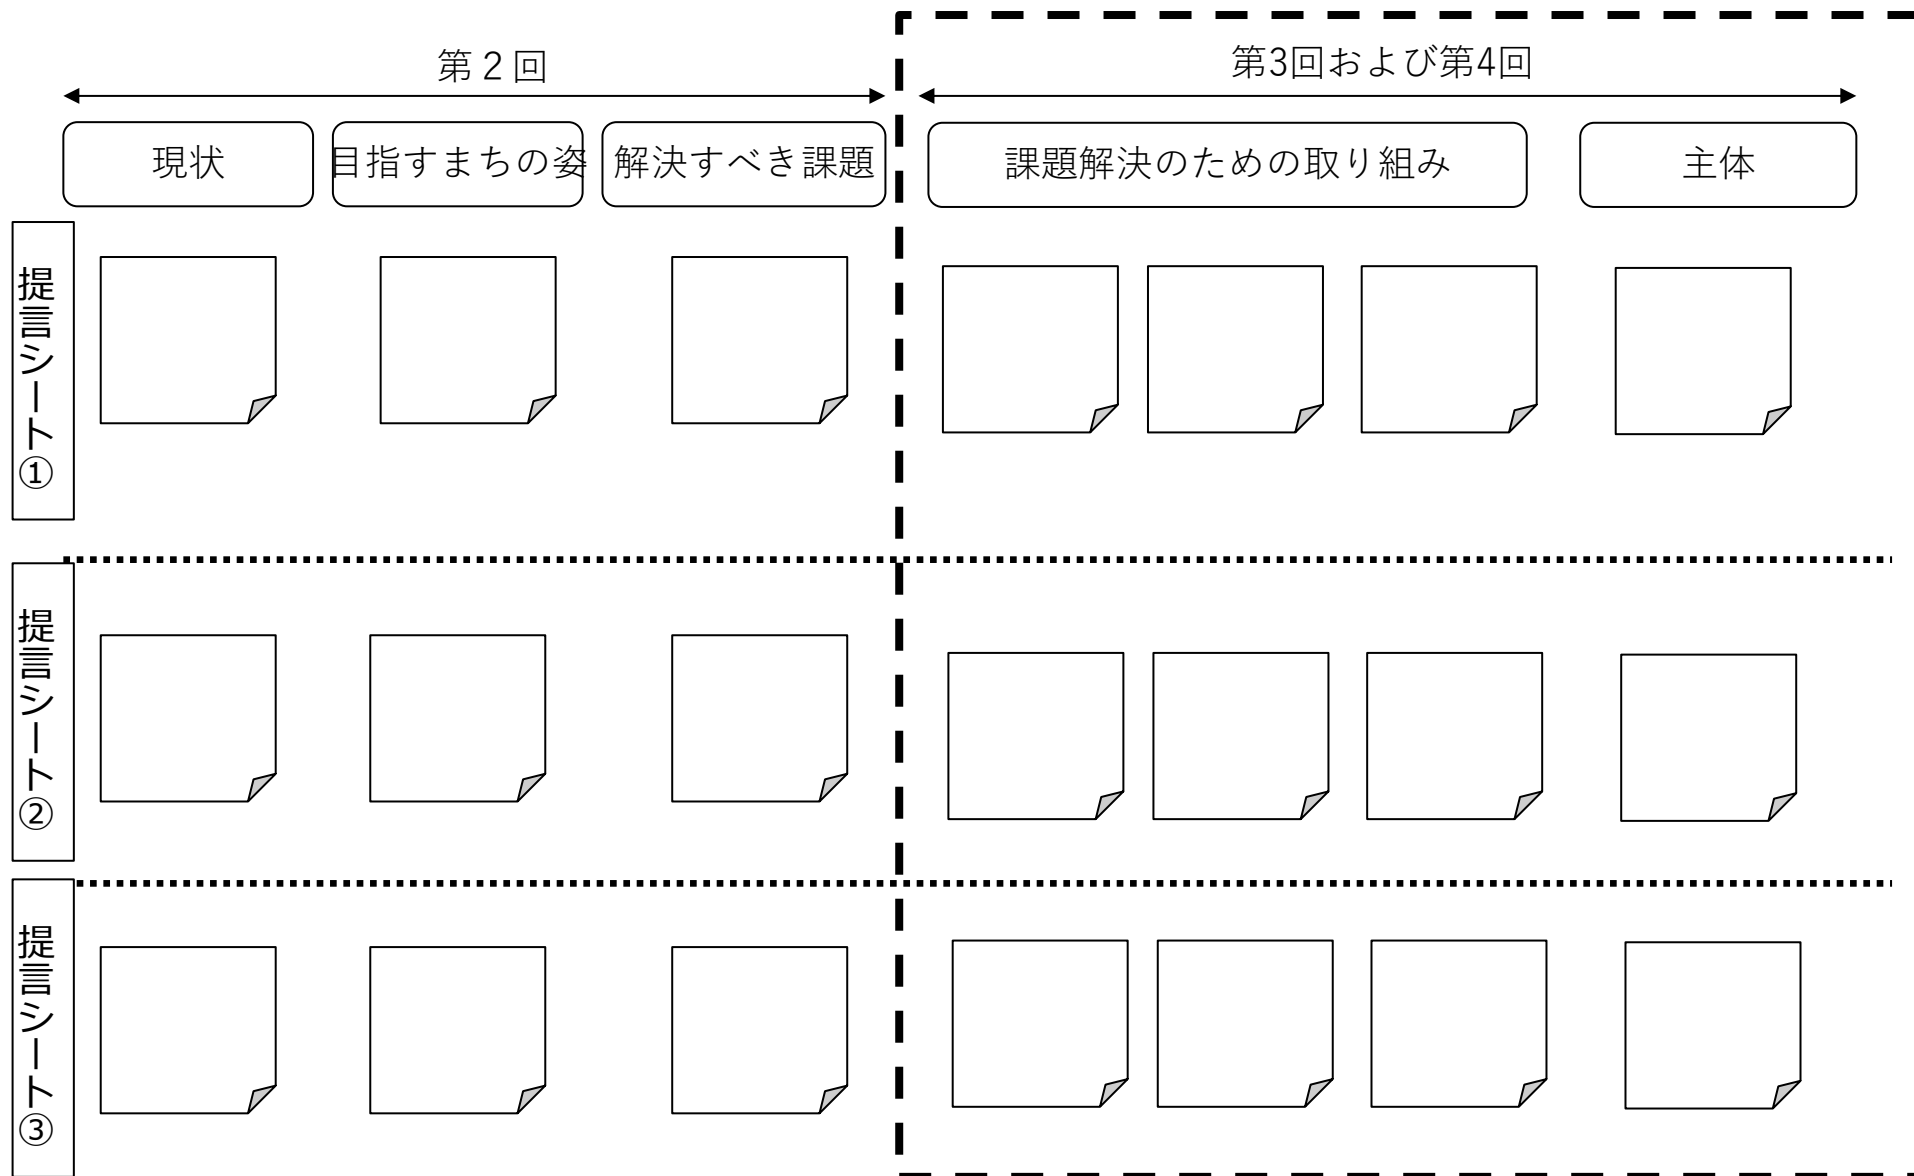 第２回
第3回および第4回
現状
目指すまちの姿
解決すべき課題
課題解決のための取り組み
主体
提言シート①
提言シート②
提言シート③